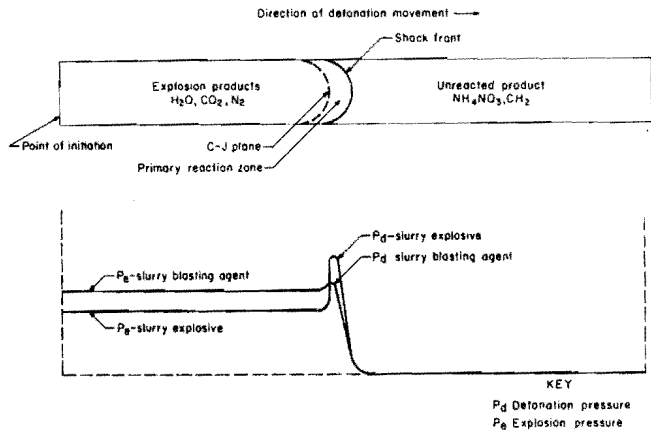 Direction of detonation movement
Shock front
Explosion products
H2O, CO2, N2
Unreacted product
NH4NO3, CH2
Point of initiation
C-J plane
Primary reaction zone
Pd-slurry explosive
Pd slurry blasting agent
Pe-slurry blasting agent
Pe-slurry explosive
KEY
Pd Detonation pressure
Pe Explosion pressure